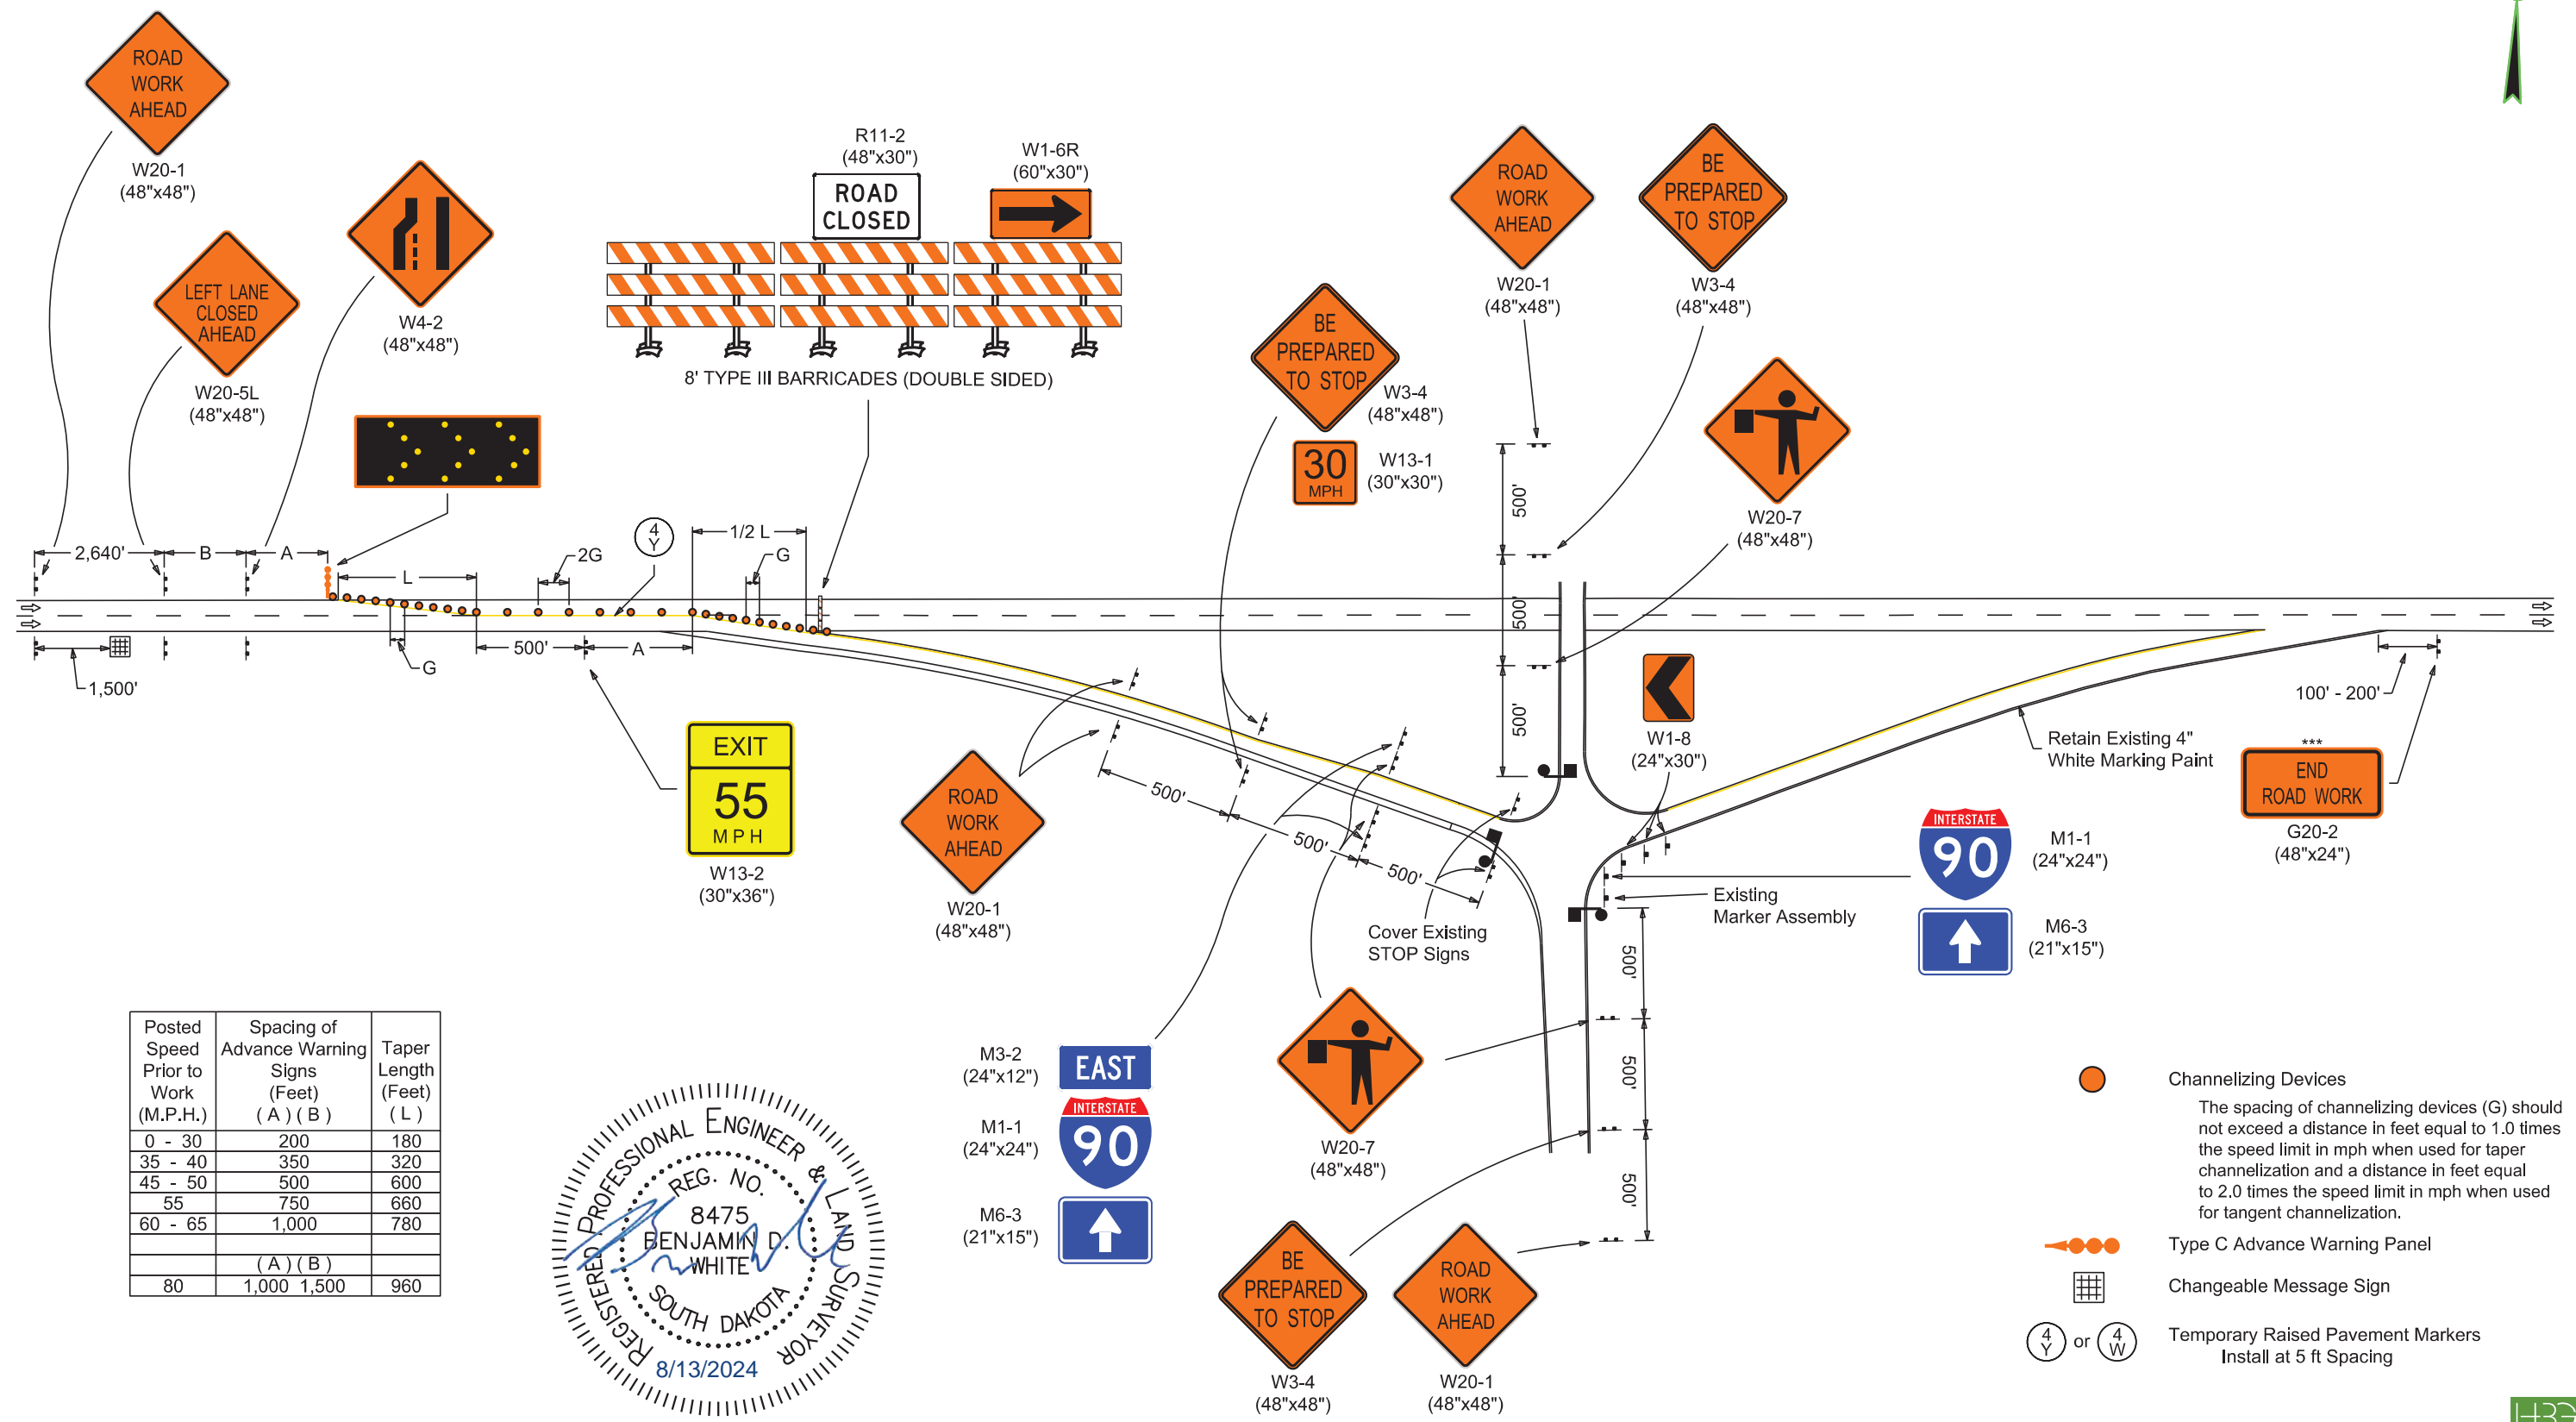 ROAD
WORK
AHEAD
W20-1
(48"x48")
LEFT LANE
CLOSED
AHEAD
W20-5L
(48"x48")
W4-2
(48"x48")
R11-2
(48"x30")
ROAD
CLOSED
W1-6R
(60"x30")
8' TYPE III BARRICADES (DOUBLE SIDED)
BE
PREPARED
TO STOP
W3-4
(48"x48")
30
MPH
W13-1
(30"x30")
ROAD
WORK
AHEAD
W20-1
(48"x48")
BE
PREPARED
TO STOP
W3-4
(48"x48")
W20-7
(48"x48")
2,640'
B
A
L
2G
4
Y
1/2 L
G
500'
500'
500'
1,500'
G
500'
A
EXIT
55
MPH
W13-2
(30"x36")
ROAD
WORK
AHEAD
W20-1
(48"x48")
500'
500'
500'
Cover Existing
STOP Signs
W1-8
(24"x30")
Existing
Marker Assembly
Retain Existing 4"
White Marking Paint
100' - 200'
***
END
ROAD WORK
G20-2
(48"x24")
INTERSTATE
90
M1-1
(24"x24")
M6-3
(21"x15")
500'
500'
500'
M3-2
(24"x12")
EAST
M1-1
(24"x24")
INTERSTATE
90
M6-3
(21"x15")
W20-7
(48"x48")
BE
PREPARED
TO STOP
W3-4
(48"x48")
ROAD
WORK
AHEAD
W20-1
(48"x48")
Posted Speed Prior to Work (M.P.H.) Spacing of Advance Warning Signs (Feet) ( A ) ( B ) Taper Length (Feet) ( L )
0 - 30 200 180
35 - 40 350 320
45 - 50 500 600
55 750 660
60 - 65 1,000 780
( A ) ( B )
80 1,000 1,500 960
REGISTERED PROFESSIONAL ENGINEER & LAND SURVEYOR
REG. NO.
8475
BENJAMIN D.
WHITE
SOUTH DAKOTA
8/13/2024
Channelizing Devices
The spacing of channelizing devices (G) should
not exceed a distance in feet equal to 1.0 times
the speed limit in mph when used for taper
channelization and a distance in feet equal
to 2.0 times the speed limit in mph when used
for tangent channelization.
Type C Advance Warning Panel
Changeable Message Sign
4
Y
or
4
W
Temporary Raised Pavement Markers
Install at 5 ft Spacing